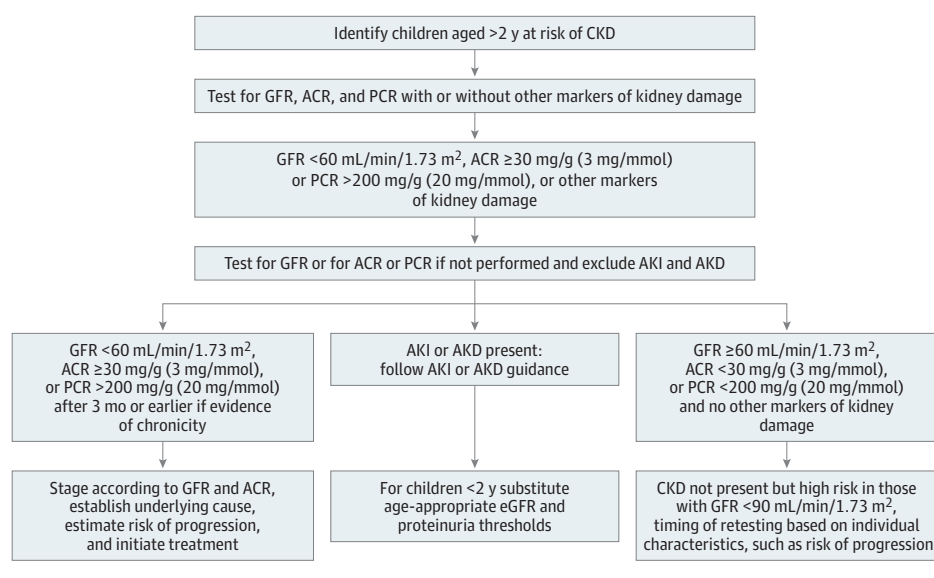 Identify children aged >2 y at risk of CKD
Test for GFR, ACR, and PCR with or without other markers of kidney damage
GFR <60 mL/min/1.73 m², ACR ≥30 mg/g (3 mg/mmol)
or PCR >200 mg/g (20 mg/mmol), or other markers
of kidney damage
Test for GFR or for ACR or PCR if not performed and exclude AKI and AKD
GFR <60 mL/min/1.73 m²,
ACR ≥30 mg/g (3 mg/mmol),
or PCR >200 mg/g (20 mg/mmol)
after 3 mo or earlier if evidence
of chronicity
AKI or AKD present:
follow AKI or AKD guidance
GFR ≥60 mL/min/1.73 m²,
ACR <30 mg/g (3 mg/mmol),
or PCR <200 mg/g (20 mg/mmol)
and no other markers of kidney
damage
Stage according to GFR and ACR,
establish underlying cause,
estimate risk of progression,
and initiate treatment
For children <2 y substitute
age-appropriate eGFR and
proteinuria thresholds
CKD not present but high risk in those
with GFR <90 mL/min/1.73 m²,
timing of retesting based on individual
characteristics, such as risk of progression